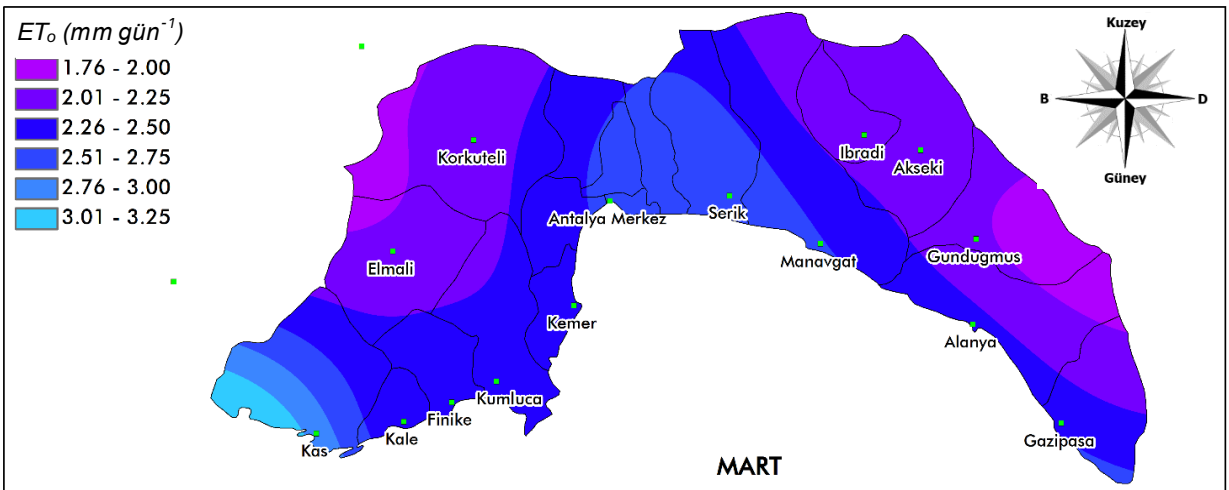 ETo (mm gün-1)
1.76 - 2.00
2.01 - 2.25
2.26 - 2.50
2.51 - 2.75
2.76 - 3.00
3.01 - 3.25
Kuzey
B
D
Güney
Korkuteli
Ibradi
Akseki
Antalya Merkez
Serik
Elmali
Manavgat
Gundugmus
Kemer
Alanya
Kumluca
Finike
Kale
Kas
Gazipasa
MART